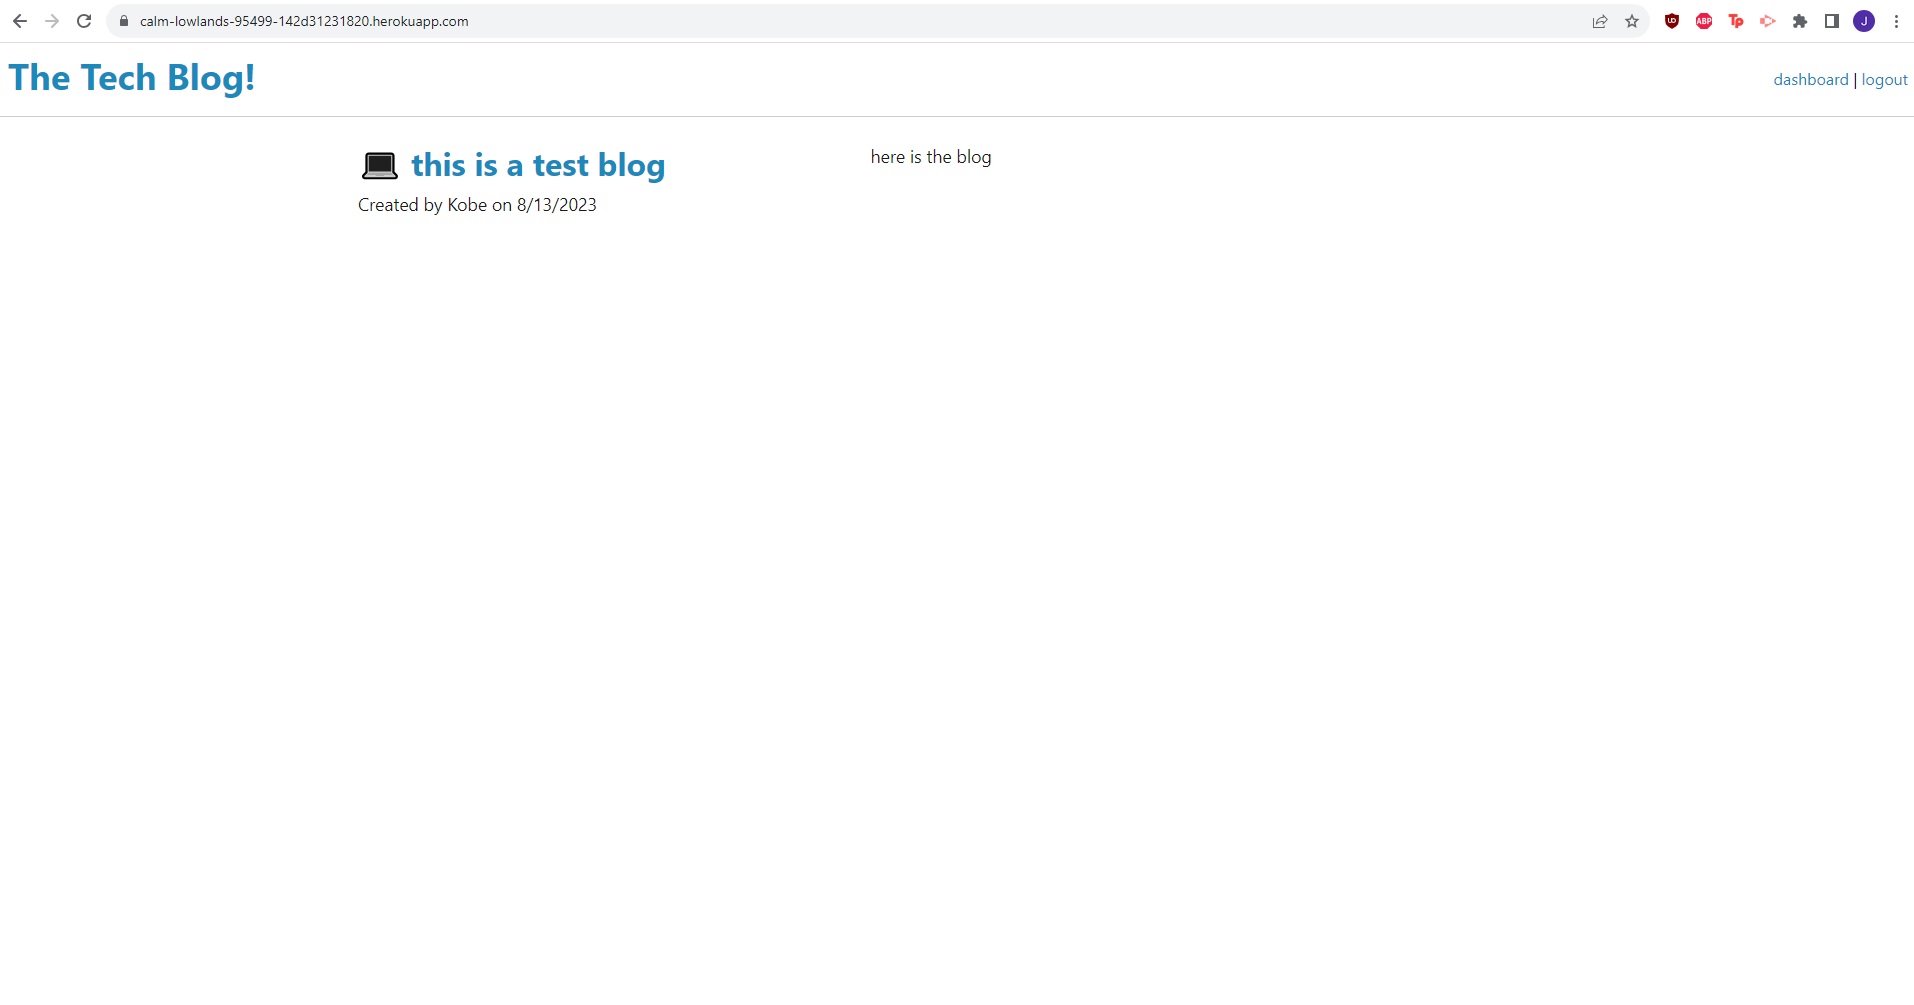 calm-lowlands-95499-142d31231820.herokuapp.com
UD
ABP
Tp
J
The Tech Blog!
dashboard | logout
this is a test blog
here is the blog
Created by Kobe on 8/13/2023